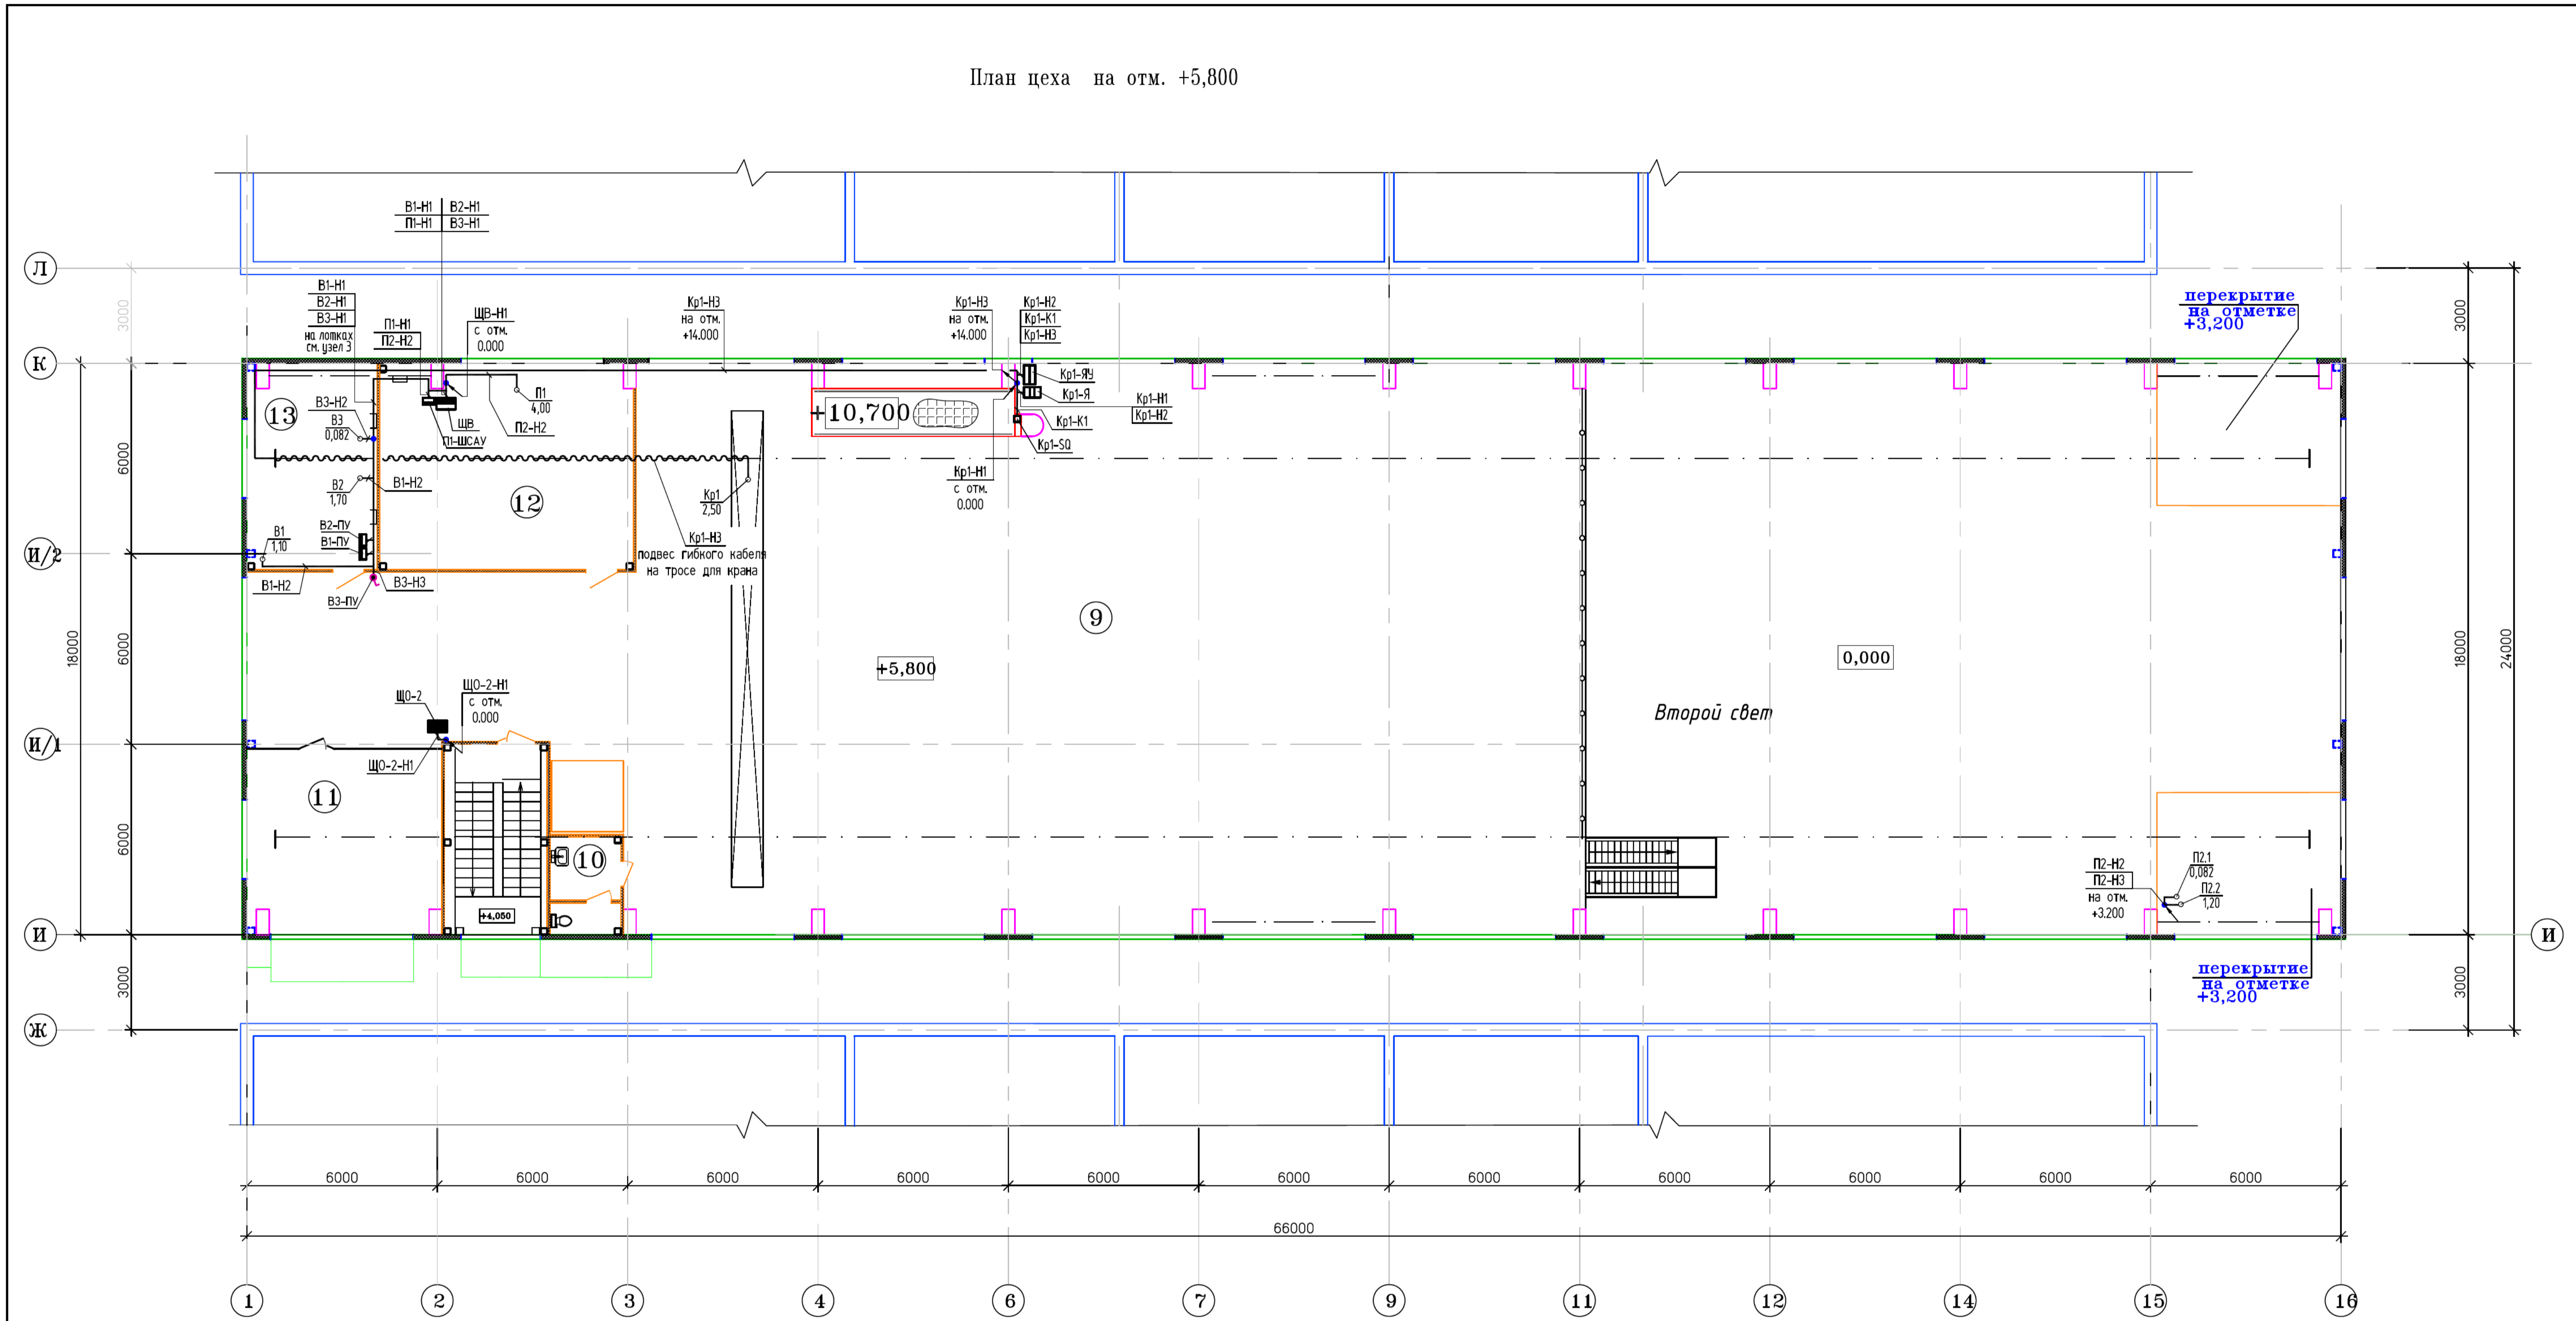 План цеха на отм. +5,800
В1-Н1 В2-Н1
П1-Н1 В3-Н1
Л
В1-Н1
В2-Н1
В3-Н1
на лотках
см. узел 3
П1-Н1
П2-Н2
ЩВ-Н1
с отм.
0.000
Кр1-Н3
на отм.
+14.000
Кр1-Н3
на отм.
+14.000
Кр1-Н2
Кр1-К1
Кр1-Н3
перекрытие
на отметке
+3,200
3000
3000
К
13
В3-Н2
В3
0,082
ЩВ
П1-ШСАУ
П1
4,00
П2-Н2
+10,700
Кр1-ЯУ
Кр1-Я
Кр1-Н1
Кр1-Н2
Кр1-К1
Кр1-SQ
6000
В2
1,70
В1-Н2
12
Кр1
2,50
Кр1-Н1
с отм.
0.000
В2-ПУ
В1-ПУ
В1
1,10
Кр1-Н3
подвес гибкого кабеля
на тросе для крана
И/2
В1-Н2
В3-ПУ
В3-Н3
9
18000
6000
+5,800
0,000
18000
24000
ЩО-2
ЩО-2-Н1
с отм.
0.000
Второй свет
И/1
ЩО-2-Н1
11
6000
10
+4,050
П2-Н2
П2-Н3
на отм.
+3.200
П2.1
0,082
П2.2
1,20
И
И
3000
3000
перекрытие
на отметке
+3,200
Ж
6000 6000 6000 6000 6000 6000 6000 6000 6000 6000 6000
66000
1 2 3 4 6 7 9 11 12 14 15 16